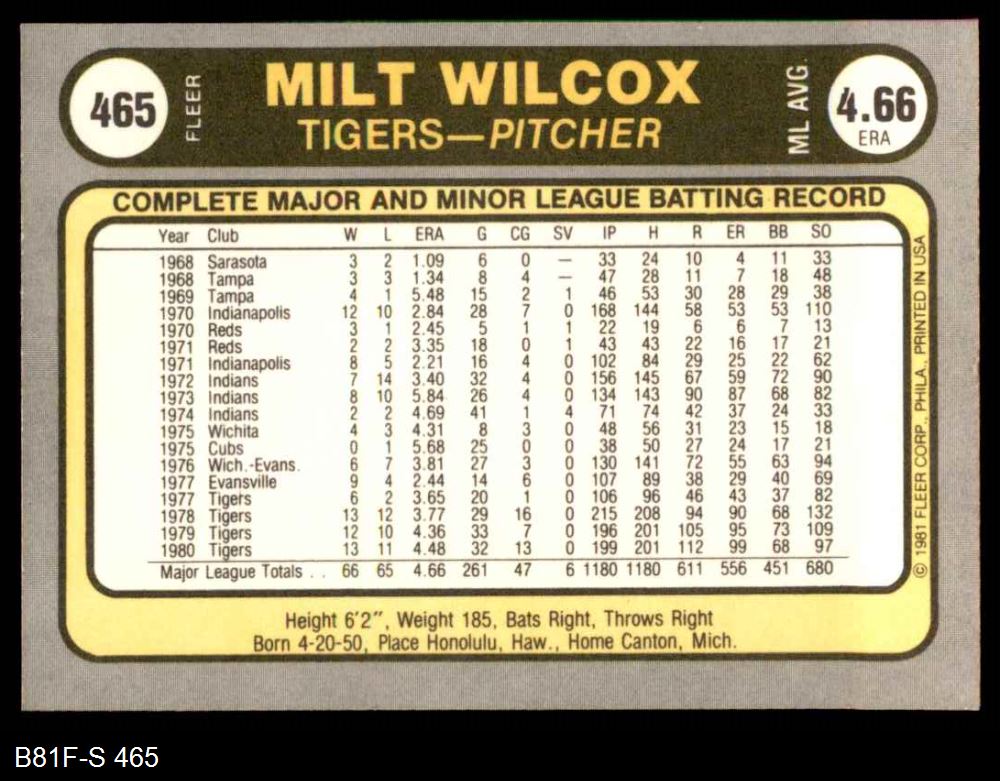 465
FLEER
MILT WILCOX
TIGERS—PITCHER
ML AVG.
4.66
ERA
COMPLETE MAJOR AND MINOR LEAGUE BATTING RECORD
Year Club W L ERA G CG SV IP H R ER BB SO
1968 Sarasota 3 2 1.09 6 0 — 33 24 10 4 11 33
1968 Tampa 3 3 1.34 8 4 — 47 28 11 7 18 48
1969 Tampa 4 1 5.48 15 2 1 46 53 30 28 29 38
1970 Indianapolis 12 10 2.84 28 7 0 168 144 58 53 53 110
1970 Reds 3 1 2.45 5 1 1 22 19 6 6 7 13
1971 Reds 2 2 3.35 18 0 1 43 43 22 16 17 21
1971 Indianapolis 8 5 2.21 16 4 0 102 84 29 25 22 62
1972 Indians 7 14 3.40 32 4 0 156 145 67 59 72 90
1973 Indians 8 10 5.84 26 4 0 134 143 90 87 68 82
1974 Indians 2 2 4.69 41 1 4 71 74 42 37 24 33
1975 Wichita 4 3 4.31 8 3 0 48 56 31 23 15 18
1975 Cubs 0 1 5.68 25 0 0 38 50 27 24 17 21
1976 Wich.-Evans. 6 7 3.81 27 3 0 130 141 72 55 63 94
1977 Evansville 9 4 2.44 14 6 0 107 89 38 29 40 69
1977 Tigers 6 2 3.65 20 1 0 106 96 46 43 37 82
1978 Tigers 13 12 3.77 29 16 0 215 208 94 90 68 132
1979 Tigers 12 10 4.36 33 7 0 196 201 105 95 73 109
1980 Tigers 13 11 4.48 32 13 0 199 201 112 99 68 97
Major League Totals . . 66 65 4.66 261 47 6 1180 1180 611 556 451 680
© 1981 FLEER CORP., PHILA., PRINTED IN USA
Height 6'2", Weight 185, Bats Right, Throws Right
Born 4-20-50, Place Honolulu, Haw., Home Canton, Mich.
B81F-S 465